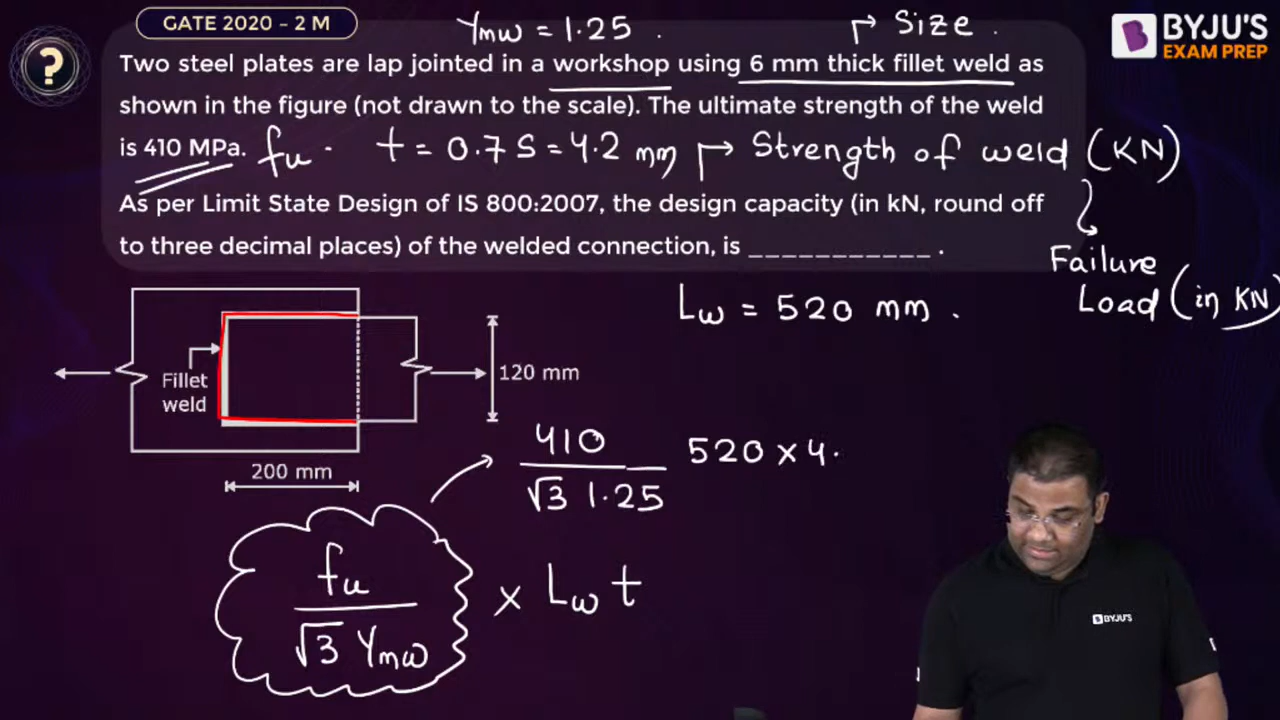 GATE 2020 – 2 M
γmw = 1.25 .
↱ Size .
BYJU'S
EXAM PREP
?
Two steel plates are lap jointed in a workshop using 6 mm thick fillet weld as
shown in the figure (not drawn to the scale). The ultimate strength of the weld
is 410 MPa. fu . t = 0.7 S = 4.2 mm ↱ Strength of weld (KN)
As per Limit State Design of IS 800:2007, the design capacity (in kN, round off
to three decimal places) of the welded connection, is ___________ .
Failure
Load (in KN)
Lw = 520 mm .
Fillet
weld
120 mm
200 mm
410
√3 1.25
520 × 4.
fu
√3 γmw
× Lw t
BYJU'S